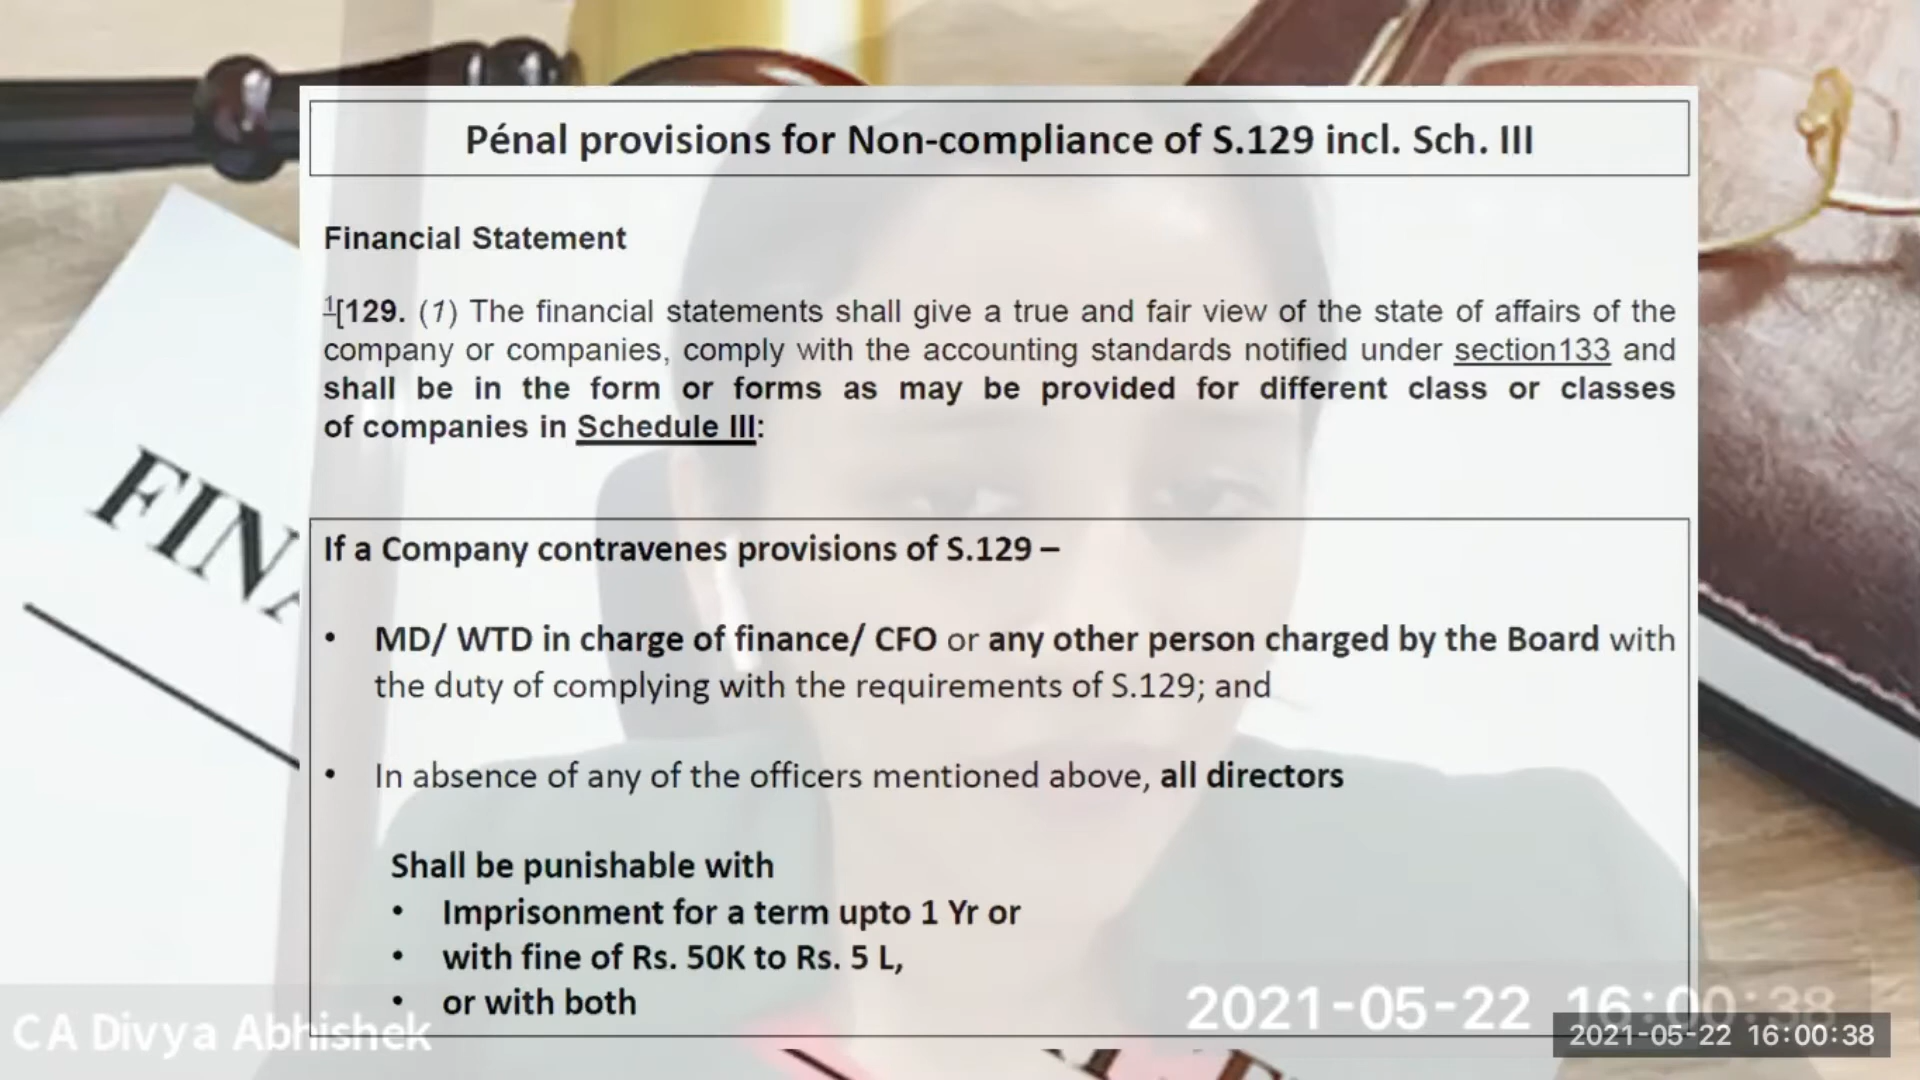 Pénal provisions for Non-compliance of S.129 incl. Sch. III
Financial Statement
1[129. (1) The financial statements shall give a true and fair view of the state of affairs of the
company or companies, comply with the accounting standards notified under section133 and
shall be in the form or forms as may be provided for different class or classes
of companies in Schedule III:
If a Company contravenes provisions of S.129 –
• MD/ WTD in charge of finance/ CFO or any other person charged by the Board with
the duty of complying with the requirements of S.129; and
• In absence of any of the officers mentioned above, all directors
Shall be punishable with
• Imprisonment for a term upto 1 Yr or
• with fine of Rs. 50K to Rs. 5 L,
• or with both
FINA
CA Divya Abhishek
2021-05-22 16:00:38
2021-05-22 16:00:38